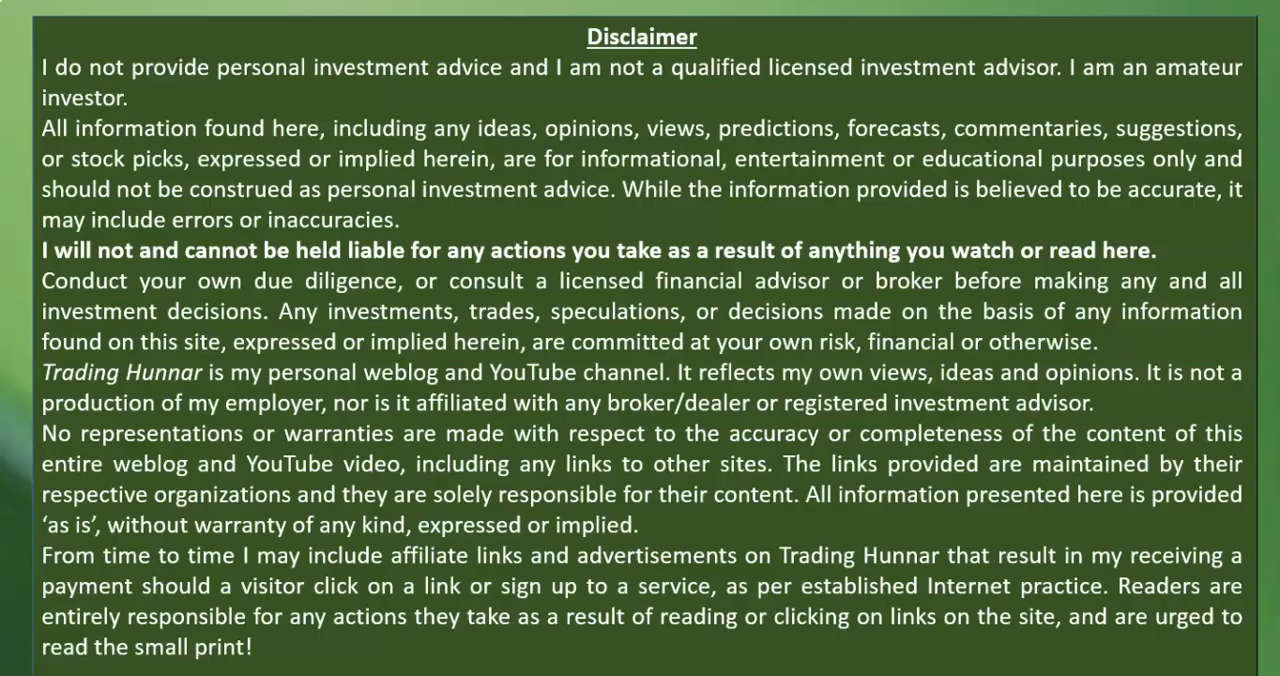 Disclaimer
I do not provide personal investment advice and I am not a qualified licensed investment advisor. I am an amateur
investor.
All information found here, including any ideas, opinions, views, predictions, forecasts, commentaries, suggestions,
or stock picks, expressed or implied herein, are for informational, entertainment or educational purposes only and
should not be construed as personal investment advice. While the information provided is believed to be accurate, it
may include errors or inaccuracies.
I will not and cannot be held liable for any actions you take as a result of anything you watch or read here.
Conduct your own due diligence, or consult a licensed financial advisor or broker before making any and all
investment decisions. Any investments, trades, speculations, or decisions made on the basis of any information
found on this site, expressed or implied herein, are committed at your own risk, financial or otherwise.
Trading Hunnar is my personal weblog and YouTube channel. It reflects my own views, ideas and opinions. It is not a
production of my employer, nor is it affiliated with any broker/dealer or registered investment advisor.
No representations or warranties are made with respect to the accuracy or completeness of the content of this
entire weblog and YouTube video, including any links to other sites. The links provided are maintained by their
respective organizations and they are solely responsible for their content. All information presented here is provided
‘as is’, without warranty of any kind, expressed or implied.
From time to time I may include affiliate links and advertisements on Trading Hunnar that result in my receiving a
payment should a visitor click on a link or sign up to a service, as per established Internet practice. Readers are
entirely responsible for any actions they take as a result of reading or clicking on links on the site, and are urged to
read the small print!